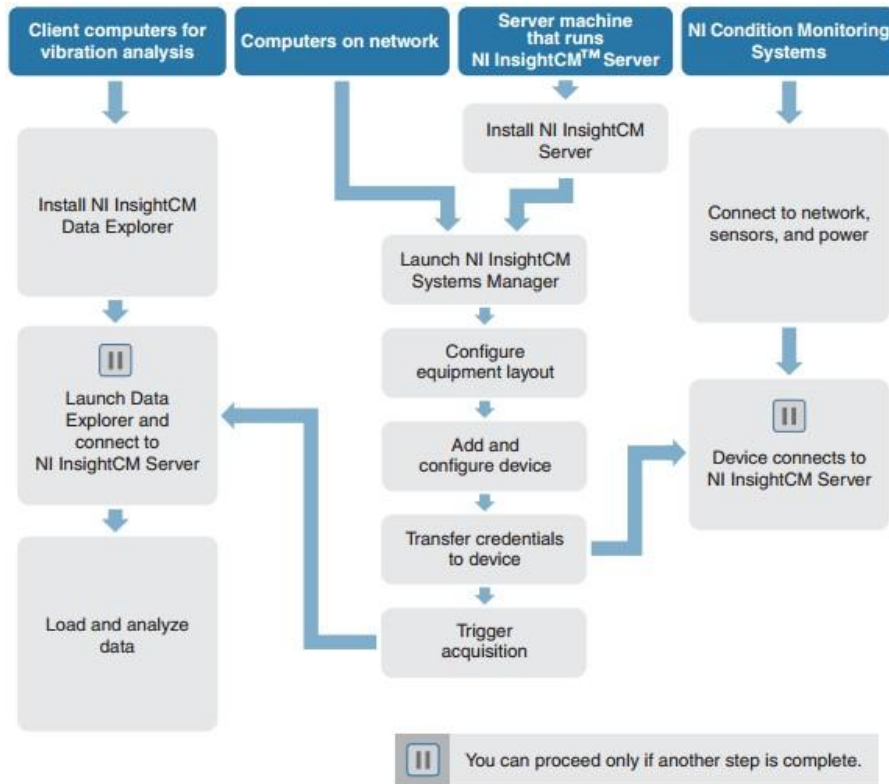 Client computers for
vibration analysis
Computers on network
Server machine
that runs
NI InsightCM™ Server
NI Condition Monitoring
Systems
Install NI InsightCM
Server
Install NI InsightCM
Data Explorer
Connect to network,
sensors, and power
Launch NI InsightCM
Systems Manager
Configure
equipment layout
Launch Data
Explorer and
connect to
NI InsightCM Server
Add and
configure device
Device connects to
NI InsightCM Server
Transfer credentials
to device
Load and analyze
data
Trigger
acquisition
You can proceed only if another step is complete.